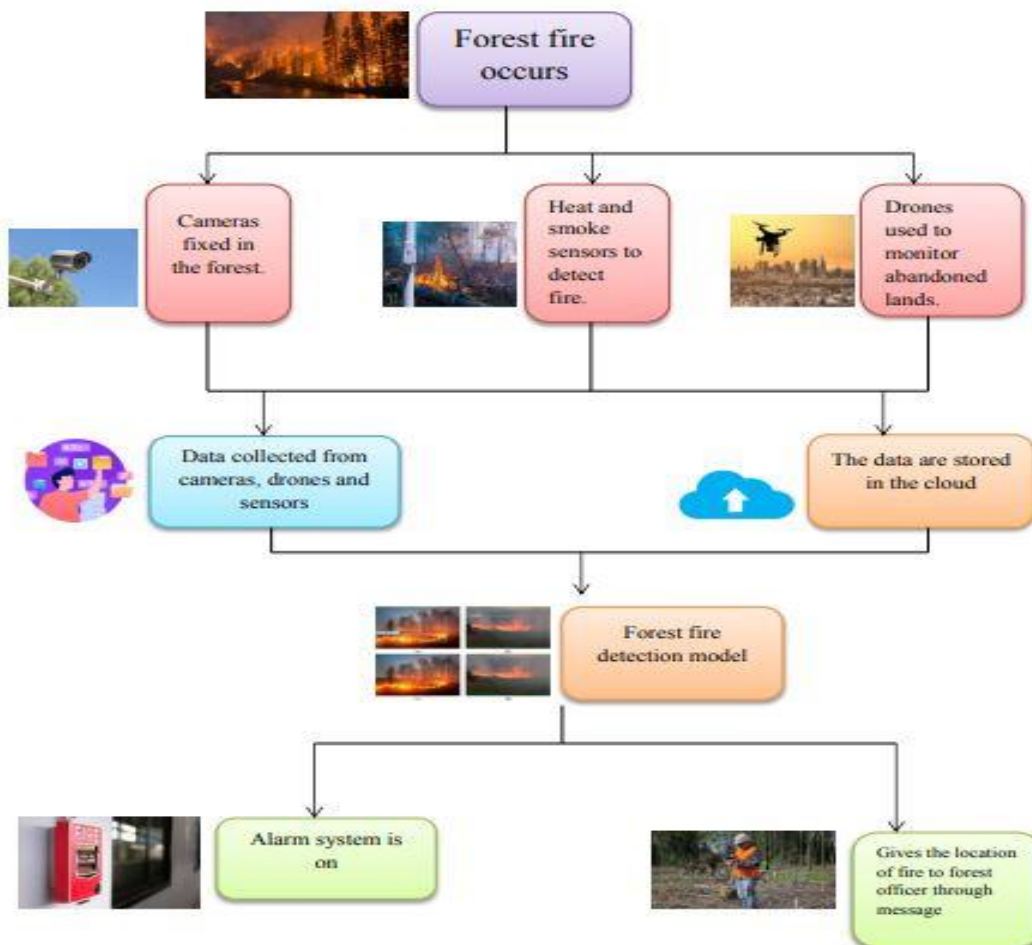 Forest fire
occurs
Cameras
fixed in
the forest.
Heat and
smoke
sensors to
detect
fire.
Drones
used to
monitor
abandoned
lands.
Data collected from
cameras, drones and
sensors
The data are stored
in the cloud
Forest fire
detection model
Alarm system is
on
Gives the location
of fire to forest
officer through
message